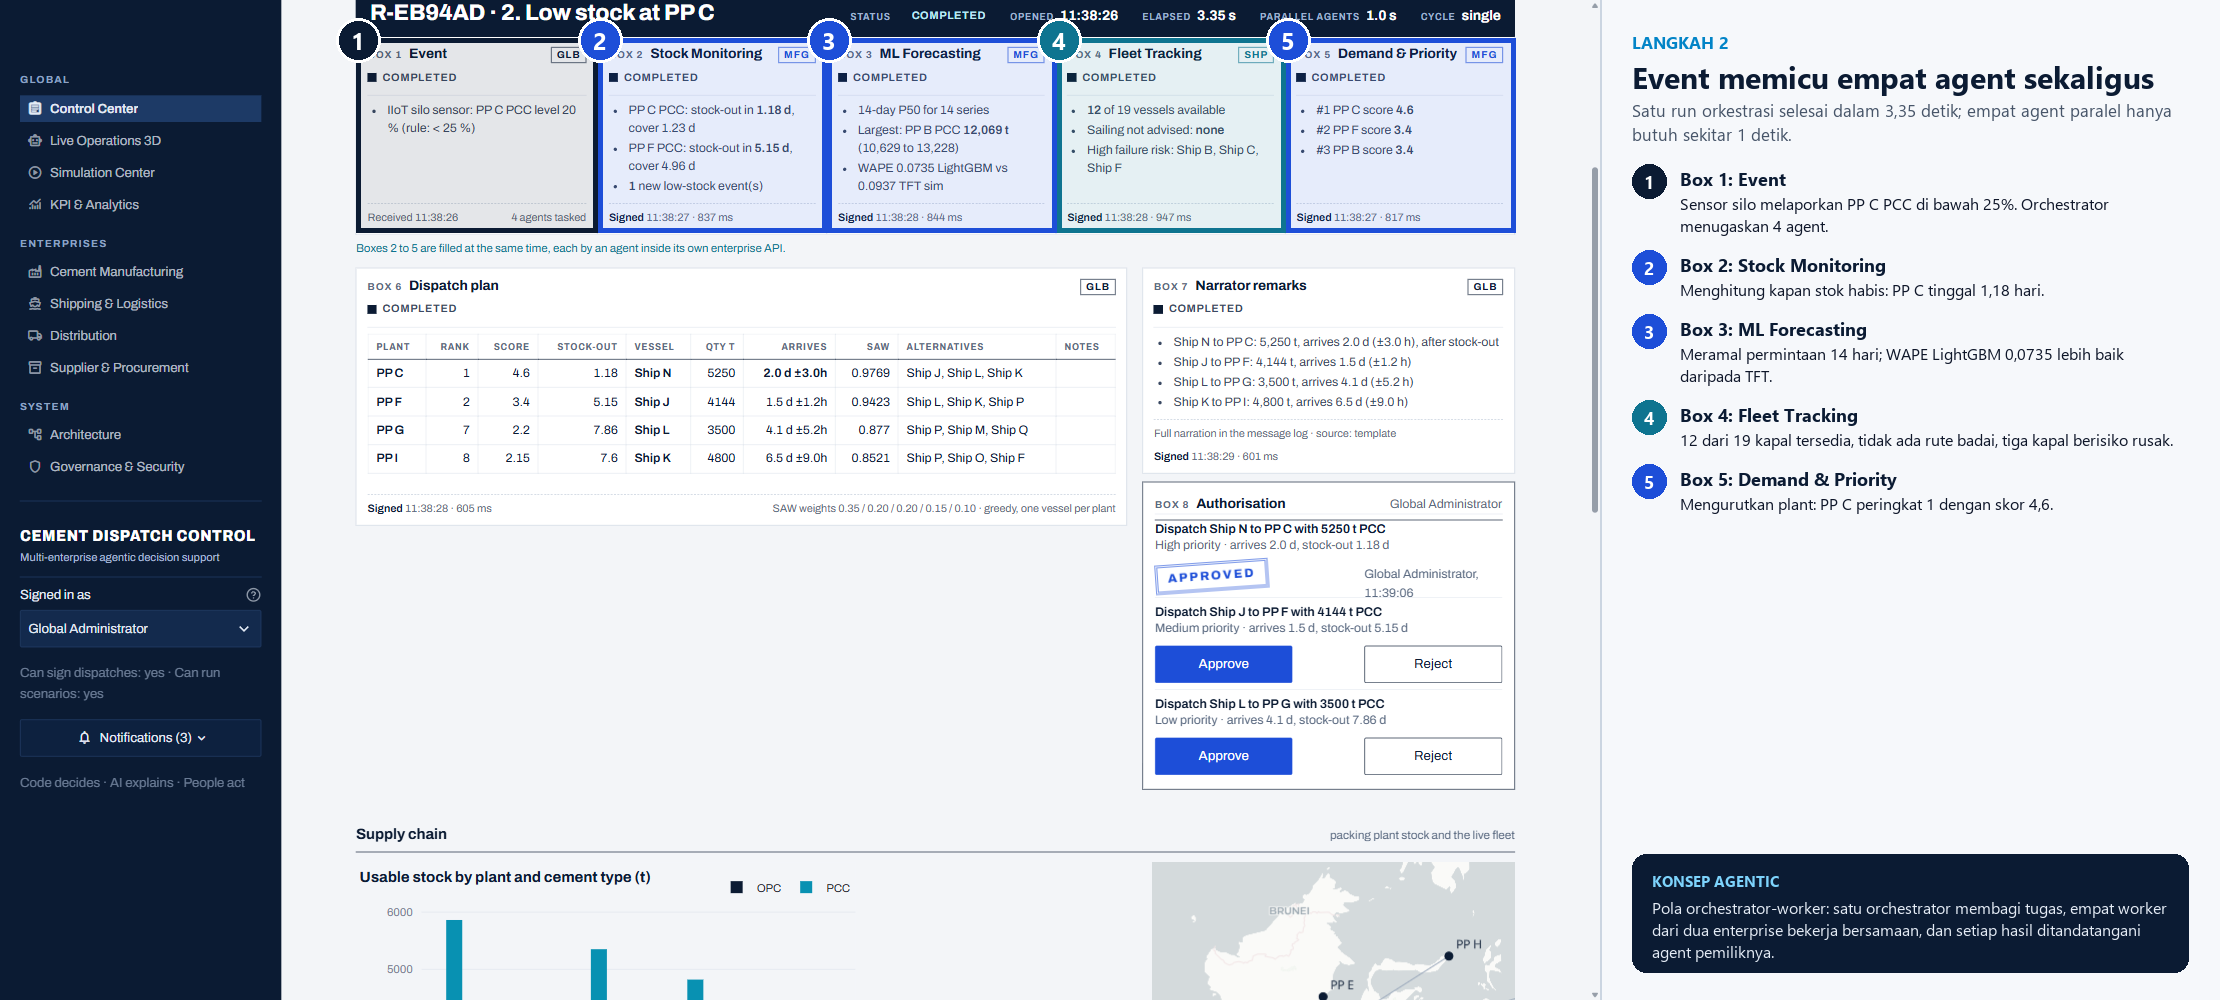 GLOBAL
Control Center
Live Operations 3D
Simulation Center
KPI & Analytics
ENTERPRISES
Cement Manufacturing
Shipping & Logistics
Distribution
Supplier & Procurement
SYSTEM
Architecture
Governance & Security
CEMENT DISPATCH CONTROL
Multi-enterprise agentic decision support
Signed in as
Global Administrator
Can sign dispatches: yes · Can run
scenarios: yes
Notifications (3)
Code decides · AI explains · People act
R-EB94AD · 2. Low stock at PP C
STATUS COMPLETED OPENED 11:38:26 ELAPSED 3.35 s PARALLEL AGENTS 1.0 s CYCLE single
1
OX 1 Event GLB
COMPLETED
• IIoT silo sensor: PP C PCC level 20
% (rule: < 25 %)
Received 11:38:26 4 agents tasked
2
OX 2 Stock Monitoring MFG
COMPLETED
• PP C PCC: stock-out in 1.18 d,
cover 1.23 d
• PP F PCC: stock-out in 5.15 d,
cover 4.96 d
• 1 new low-stock event(s)
Signed 11:38:27 · 837 ms
3
OX 3 ML Forecasting MFG
COMPLETED
• 14-day P50 for 14 series
• Largest: PP B PCC 12,069 t
(10,629 to 13,228)
• WAPE 0.0735 LightGBM vs
0.0937 TFT sim
Signed 11:38:28 · 844 ms
4
OX 4 Fleet Tracking SHP
COMPLETED
• 12 of 19 vessels available
• Sailing not advised: none
• High failure risk: Ship B, Ship C,
Ship F
Signed 11:38:28 · 947 ms
5
OX 5 Demand & Priority MFG
COMPLETED
• #1 PP C score 4.6
• #2 PP F score 3.4
• #3 PP B score 3.4
Signed 11:38:27 · 817 ms
Boxes 2 to 5 are filled at the same time, each by an agent inside its own enterprise API.
BOX 6 Dispatch plan GLB
COMPLETED
PLANT RANK SCORE STOCK-OUT VESSEL QTY T ARRIVES SAW ALTERNATIVES NOTES
PP C 1 4.6 1.18 Ship N 5250 2.0 d ±3.0h 0.9769 Ship J, Ship L, Ship K
PP F 2 3.4 5.15 Ship J 4144 1.5 d ±1.2h 0.9423 Ship L, Ship K, Ship P
PP G 7 2.2 7.86 Ship L 3500 4.1 d ±5.2h 0.877 Ship P, Ship M, Ship Q
PP I 8 2.15 7.6 Ship K 4800 6.5 d ±9.0h 0.8521 Ship P, Ship O, Ship F
Signed 11:38:28 · 605 ms SAW weights 0.35 / 0.20 / 0.20 / 0.15 / 0.10 · greedy, one vessel per plant
BOX 7 Narrator remarks GLB
COMPLETED
• Ship N to PP C: 5,250 t, arrives 2.0 d (±3.0 h), after stock-out
• Ship J to PP F: 4,144 t, arrives 1.5 d (±1.2 h)
• Ship L to PP G: 3,500 t, arrives 4.1 d (±5.2 h)
• Ship K to PP I: 4,800 t, arrives 6.5 d (±9.0 h)
Full narration in the message log · source: template
Signed 11:38:29 · 601 ms
BOX 8 Authorisation Global Administrator
Dispatch Ship N to PP C with 5250 t PCC
High priority · arrives 2.0 d, stock-out 1.18 d
APPROVED Global Administrator,
11:39:06
Dispatch Ship J to PP F with 4144 t PCC
Medium priority · arrives 1.5 d, stock-out 5.15 d
Approve Reject
Dispatch Ship L to PP G with 3500 t PCC
Low priority · arrives 4.1 d, stock-out 7.86 d
Approve Reject
Supply chain packing plant stock and the live fleet
Usable stock by plant and cement type (t) OPC PCC
6000
5000
BRUNEI
PP H
PP E
LANGKAH 2
Event memicu empat agent sekaligus
Satu run orkestrasi selesai dalam 3,35 detik; empat agent paralel hanya
butuh sekitar 1 detik.
1 Box 1: Event
Sensor silo melaporkan PP C PCC di bawah 25%. Orchestrator
menugaskan 4 agent.
2 Box 2: Stock Monitoring
Menghitung kapan stok habis: PP C tinggal 1,18 hari.
3 Box 3: ML Forecasting
Meramal permintaan 14 hari; WAPE LightGBM 0,0735 lebih baik
daripada TFT.
4 Box 4: Fleet Tracking
12 dari 19 kapal tersedia, tidak ada rute badai, tiga kapal berisiko rusak.
5 Box 5: Demand & Priority
Mengurutkan plant: PP C peringkat 1 dengan skor 4,6.
KONSEP AGENTIC
Pola orchestrator-worker: satu orchestrator membagi tugas, empat worker
dari dua enterprise bekerja bersamaan, dan setiap hasil ditandatangani
agent pemiliknya.